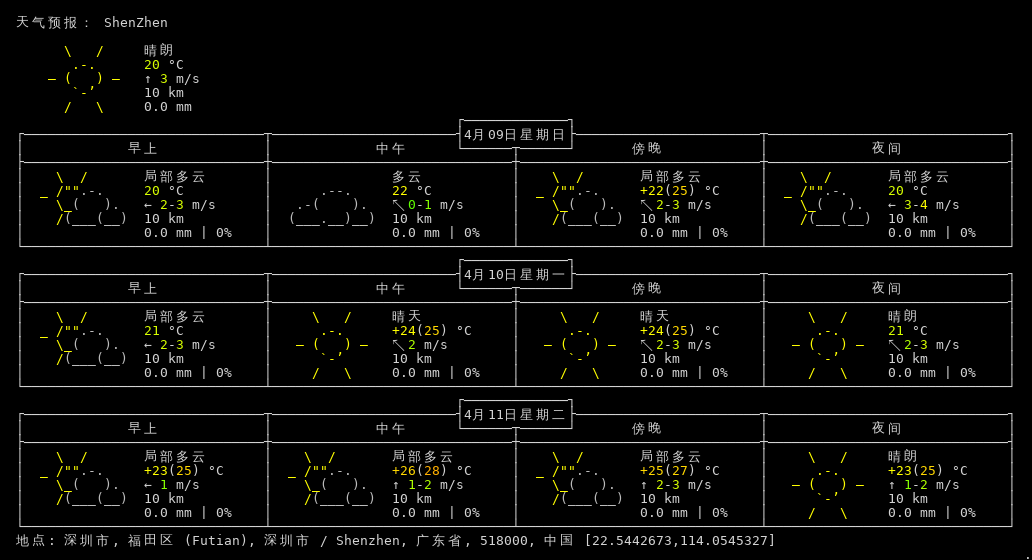 天气预报： ShenZhen
晴朗
20 °C
↑ 3 m/s
10 km
0.0 mm
4月09日星期日
早上 中午 傍晚 夜间
局部多云 多云 局部多云 局部多云
20 °C 22 °C +22(25) °C 20 °C
← 2-3 m/s ↖ 0-1 m/s ↖ 2-3 m/s ← 3-4 m/s
10 km 10 km 10 km 10 km
0.0 mm | 0% 0.0 mm | 0% 0.0 mm | 0% 0.0 mm | 0%
4月10日星期一
早上 中午 傍晚 夜间
局部多云 晴天 晴天 晴朗
21 °C +24(25) °C +24(25) °C 21 °C
← 2-3 m/s ↖ 2 m/s ↖ 2-3 m/s ↖ 2-3 m/s
10 km 10 km 10 km 10 km
0.0 mm | 0% 0.0 mm | 0% 0.0 mm | 0% 0.0 mm | 0%
4月11日星期二
早上 中午 傍晚 夜间
局部多云 局部多云 局部多云 晴朗
+23(25) °C +26(28) °C +25(27) °C +23(25) °C
← 1 m/s ↑ 1-2 m/s ↑ 2-3 m/s ↑ 1-2 m/s
10 km 10 km 10 km 10 km
0.0 mm | 0% 0.0 mm | 0% 0.0 mm | 0% 0.0 mm | 0%
地点: 深圳市, 福田区 (Futian), 深圳市 / Shenzhen, 广东省, 518000, 中国 [22.5442673,114.0545327]